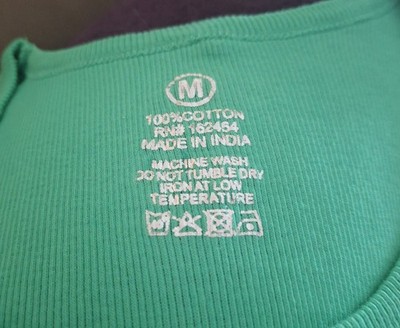 M
100%COTTON
RN# 162454
MADE IN INDIA
MACHINE WASH
DO NOT TUMBLE DRY
IRON AT LOW
TEMPERATURE